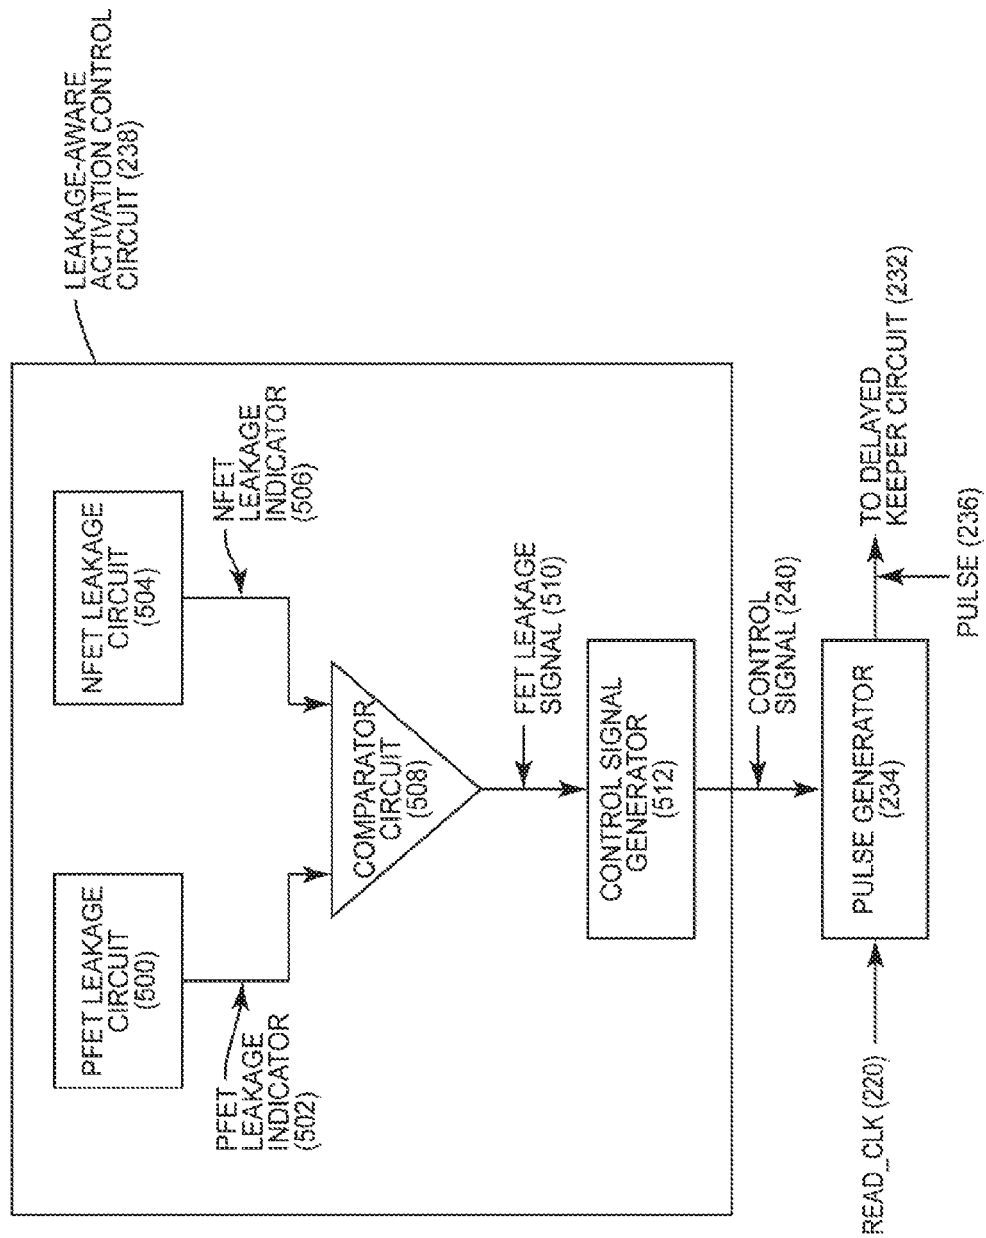 LEAKAGE-AWARE
ACTIVATION CONTROL
CIRCUIT (238)
PFET LEAKAGE
CIRCUIT
(500)
NFET LEAKAGE
CIRCUIT
(504)
PFET
LEAKAGE
INDICATOR
(502)
NFET
LEAKAGE
INDICATOR
(506)
COMPARATOR
CIRCUIT
(508)
FET LEAKAGE
SIGNAL (510)
CONTROL SIGNAL
GENERATOR
(512)
CONTROL
SIGNAL (240)
READ_CLK (220)
PULSE GENERATOR
(234)
TO DELAYED
KEEPER CIRCUIT (232)
PULSE (236)